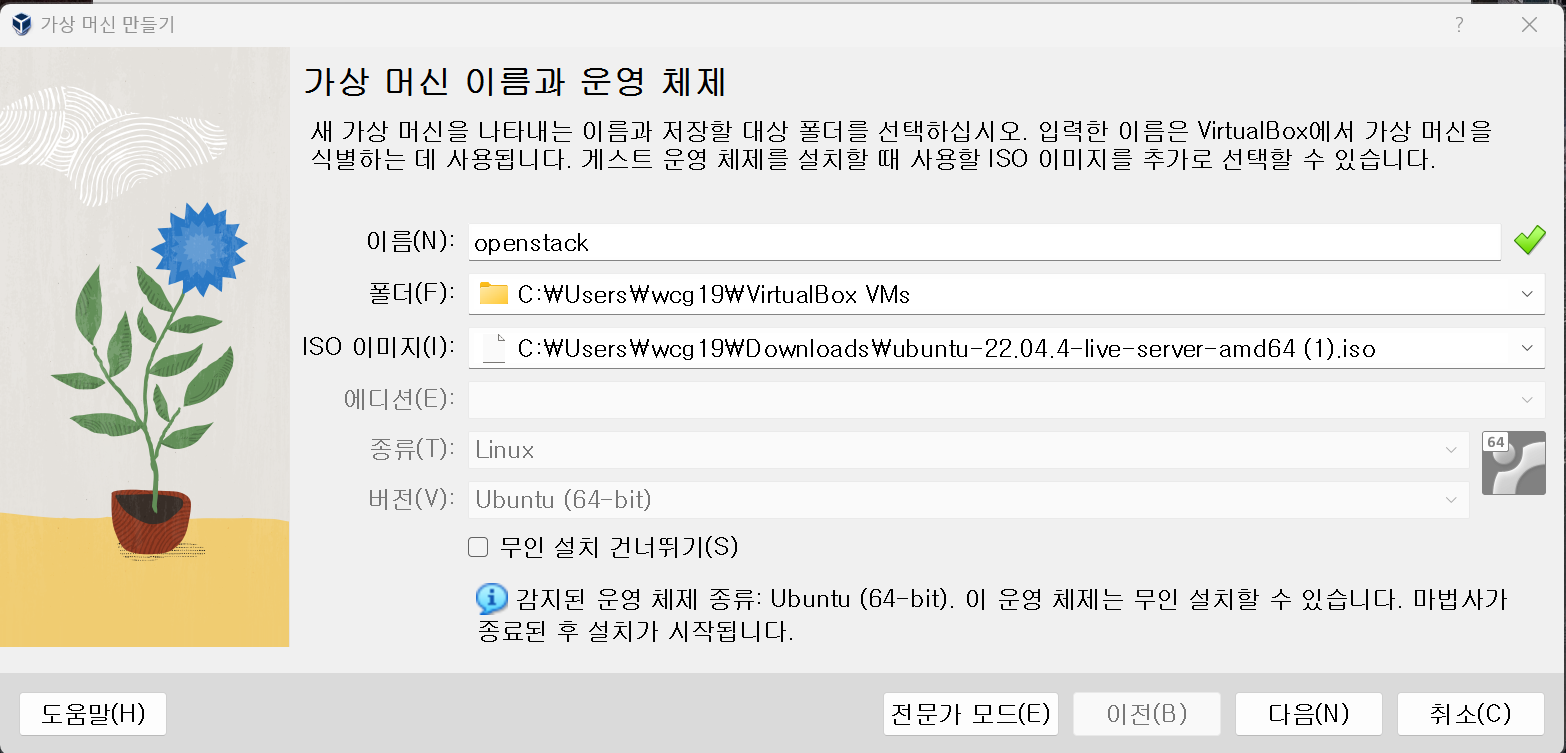 가상 머신 만들기
?
가상 머신 이름과 운영 체제
새 가상 머신을 나타내는 이름과 저장할 대상 폴더를 선택하십시오. 입력한 이름은 VirtualBox에서 가상 머신을
식별하는 데 사용됩니다. 게스트 운영 체제를 설치할 때 사용할 ISO 이미지를 추가로 선택할 수 있습니다.
이름(N): openstack
폴더(F): C:₩Users₩wcg19₩VirtualBox VMs
ISO 이미지(I): C:₩Users₩wcg19₩Downloads₩ubuntu-22.04.4-live-server-amd64 (1).iso
에디션(E):
종류(T): Linux
64
버전(V): Ubuntu (64-bit)
무인 설치 건너뛰기(S)
감지된 운영 체제 종류: Ubuntu (64-bit). 이 운영 체제는 무인 설치할 수 있습니다. 마법사가
종료된 후 설치가 시작됩니다.
도움말(H) 전문가 모드(E) 이전(B) 다음(N) 취소(C)